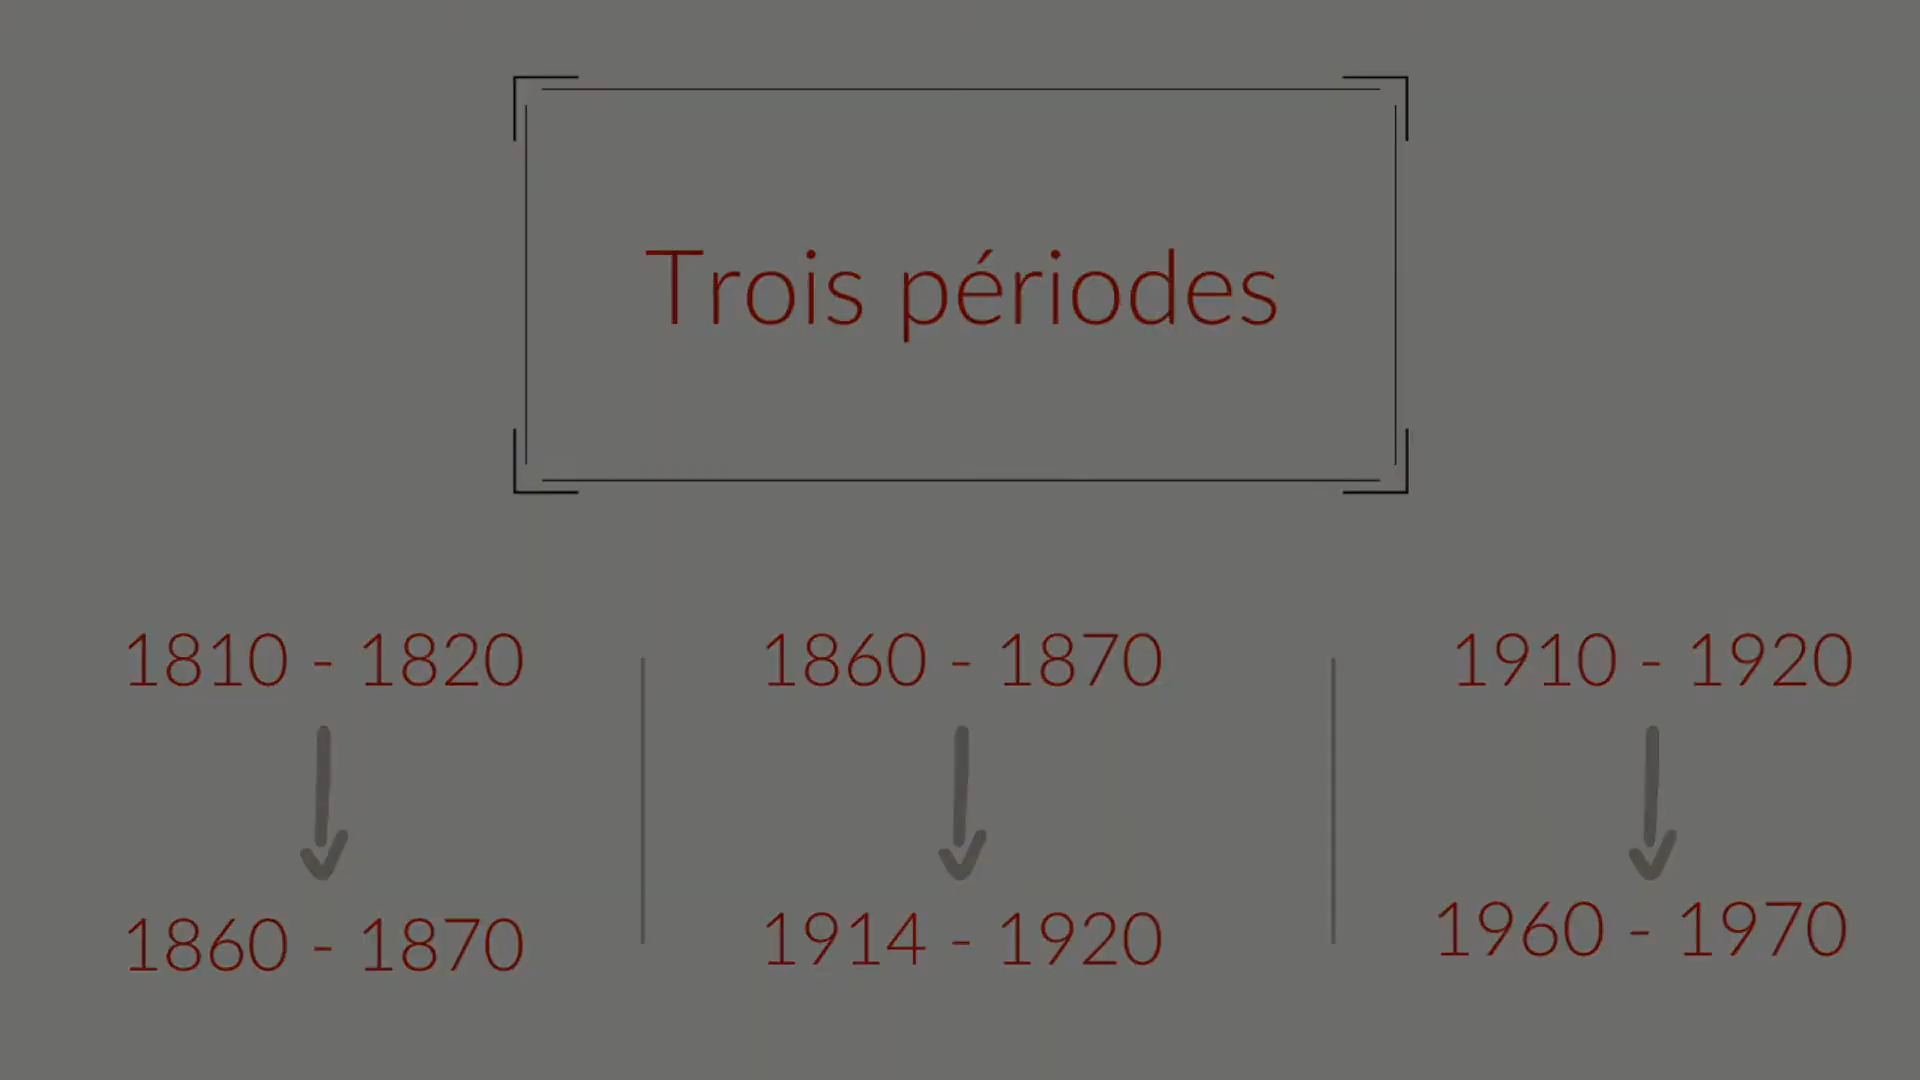 Trois périodes
1810 - 1820
1860 - 1870
1910 - 1920
1860 - 1870
1914 - 1920
1960 - 1970